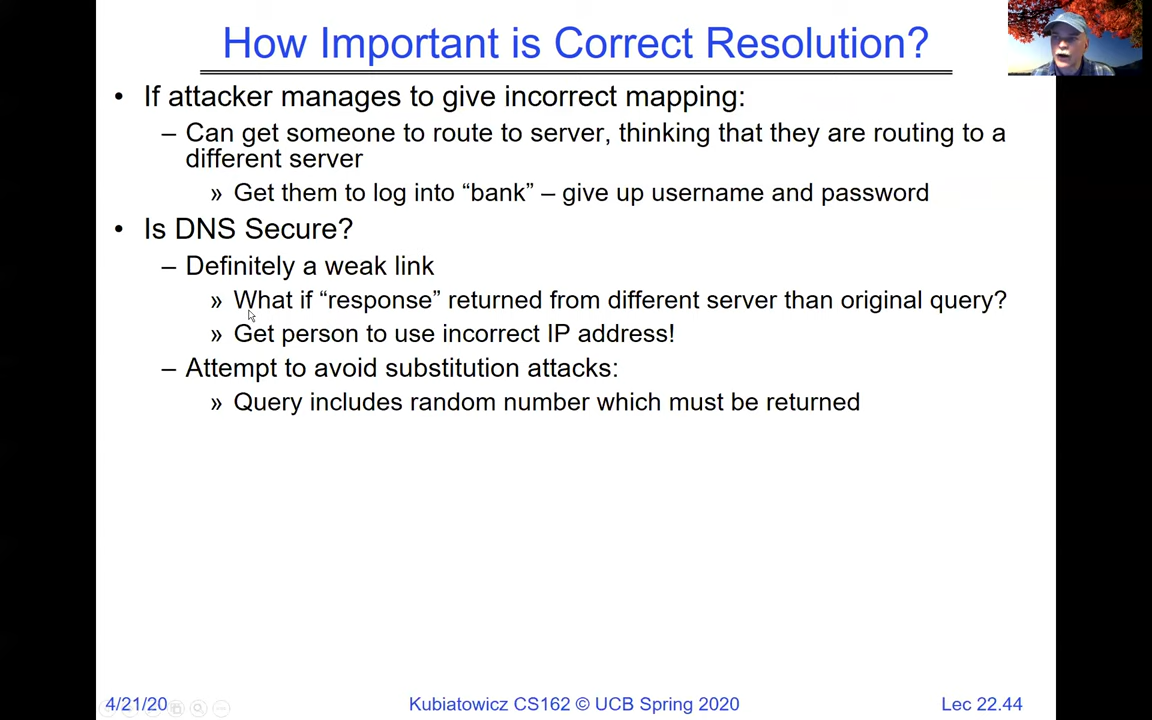 How Important is Correct Resolution?
• If attacker manages to give incorrect mapping:
– Can get someone to route to server, thinking that they are routing to a
different server
» Get them to log into “bank” – give up username and password
• Is DNS Secure?
– Definitely a weak link
» What if “response” returned from different server than original query?
» Get person to use incorrect IP address!
– Attempt to avoid substitution attacks:
» Query includes random number which must be returned
4/21/20
Kubiatowicz CS162 © UCB Spring 2020
Lec 22.44